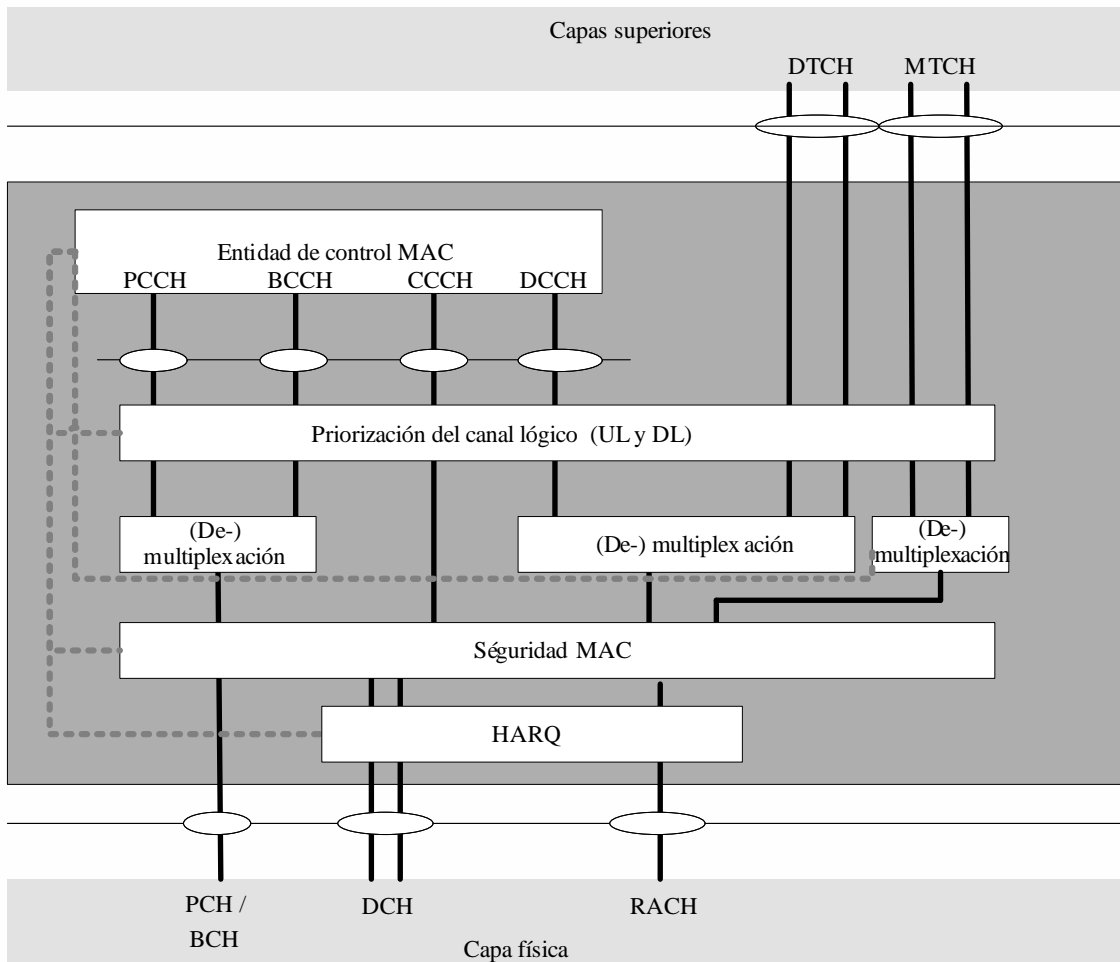 Capas superiores
DTCH MTCH
Entidad de control MAC
PCCH BCCH CCCH DCCH
Priorización del canal lógico (UL y DL)
(De-)
multiplexación
(De-) multiplexación
(De-)
multiplexación
Séguridad MAC
HARQ
PCH /
BCH
DCH
RACH
Capa física